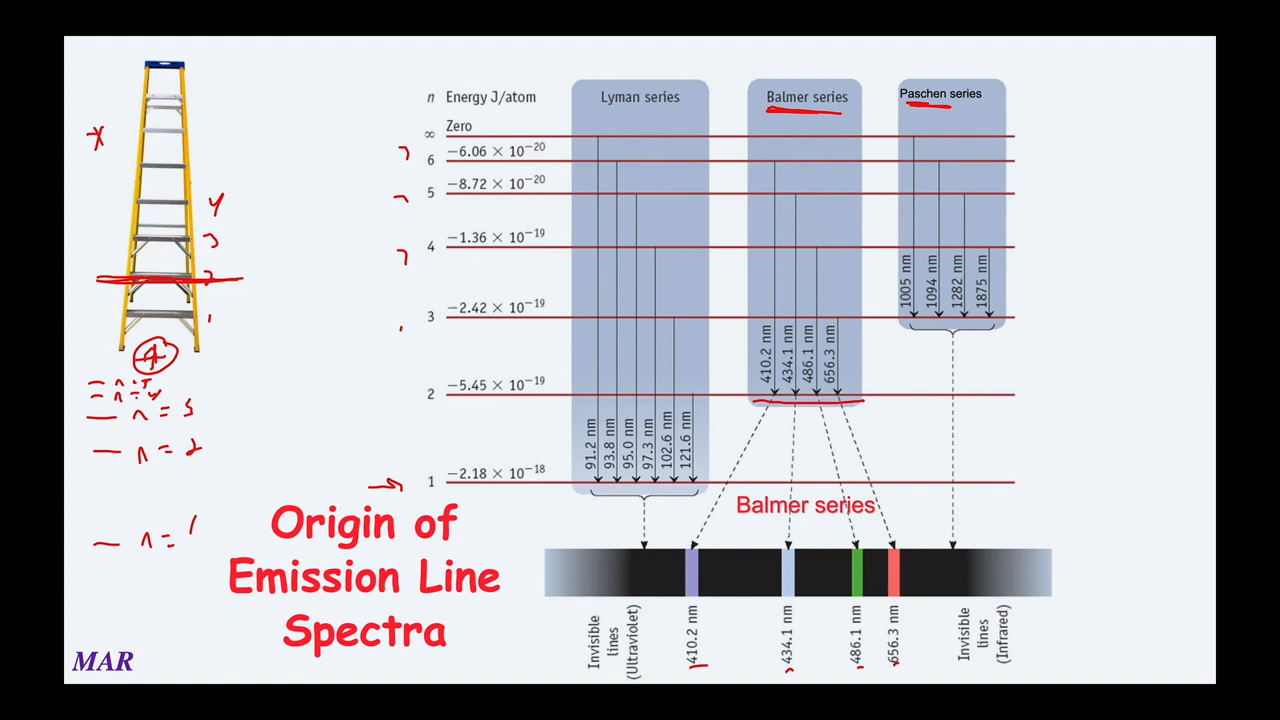 n Energy J/atom
Lyman series
Balmer series
Paschen series
∞ Zero
6 −6.06 × 10⁻²⁰
5 −8.72 × 10⁻²⁰
4 −1.36 × 10⁻¹⁹
3 −2.42 × 10⁻¹⁹
2 −5.45 × 10⁻¹⁹
1 −2.18 × 10⁻¹⁸
91.2 nm
93.8 nm
95.0 nm
97.3 nm
102.6 nm
121.6 nm
410.2 nm
434.1 nm
486.1 nm
656.3 nm
1005 nm
1094 nm
1282 nm
1875 nm
4
3
2
1
n = 3
n = 2
n = 1
Origin of
Emission Line
Spectra
Balmer series
Invisible
lines
(Ultraviolet)
410.2 nm
434.1 nm
486.1 nm
656.3 nm
Invisible
lines
(Infrared)
MAR